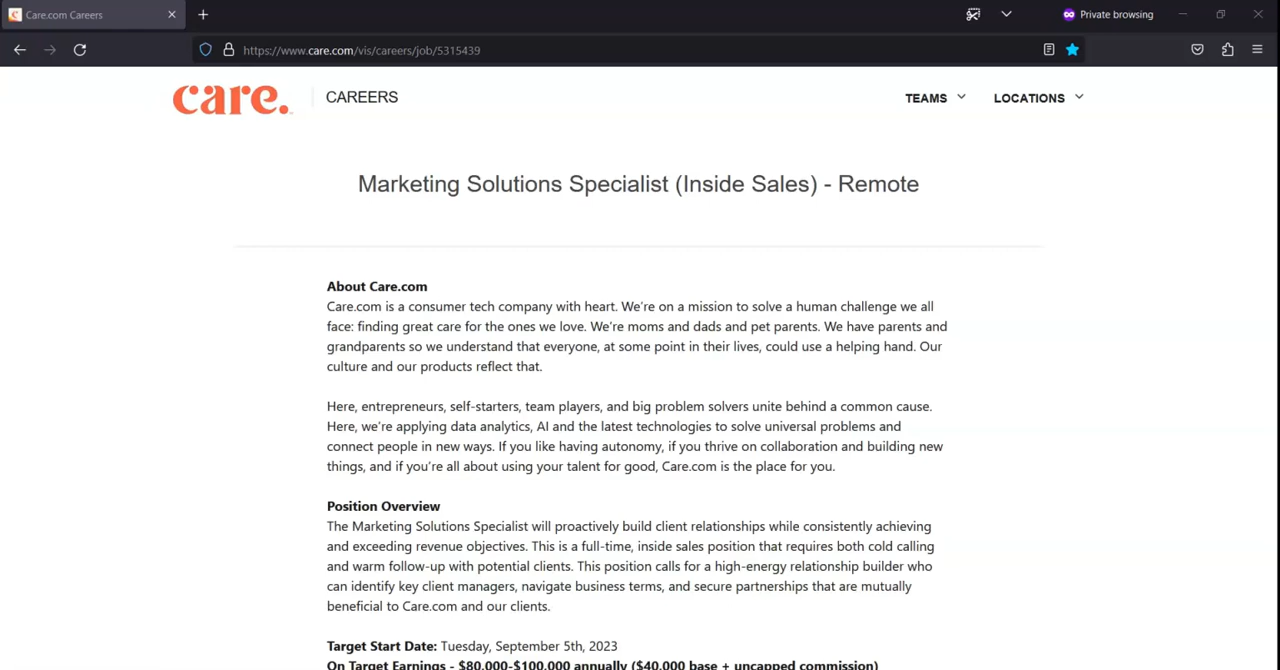 Care.com Careers
Private browsing
https://www.care.com/vis/careers/job/5315439
care. CAREERS TEAMS LOCATIONS
Marketing Solutions Specialist (Inside Sales) - Remote
About Care.com
Care.com is a consumer tech company with heart. We're on a mission to solve a human challenge we all
face: finding great care for the ones we love. We're moms and dads and pet parents. We have parents and
grandparents so we understand that everyone, at some point in their lives, could use a helping hand. Our
culture and our products reflect that.
Here, entrepreneurs, self-starters, team players, and big problem solvers unite behind a common cause.
Here, we're applying data analytics, AI and the latest technologies to solve universal problems and
connect people in new ways. If you like having autonomy, if you thrive on collaboration and building new
things, and if you're all about using your talent for good, Care.com is the place for you.
Position Overview
The Marketing Solutions Specialist will proactively build client relationships while consistently achieving
and exceeding revenue objectives. This is a full-time, inside sales position that requires both cold calling
and warm follow-up with potential clients. This position calls for a high-energy relationship builder who
can identify key client managers, navigate business terms, and secure partnerships that are mutually
beneficial to Care.com and our clients.
Target Start Date: Tuesday, September 5th, 2023
On Target Earnings - $80,000-$100,000 annually ($40,000 base + uncapped commission)